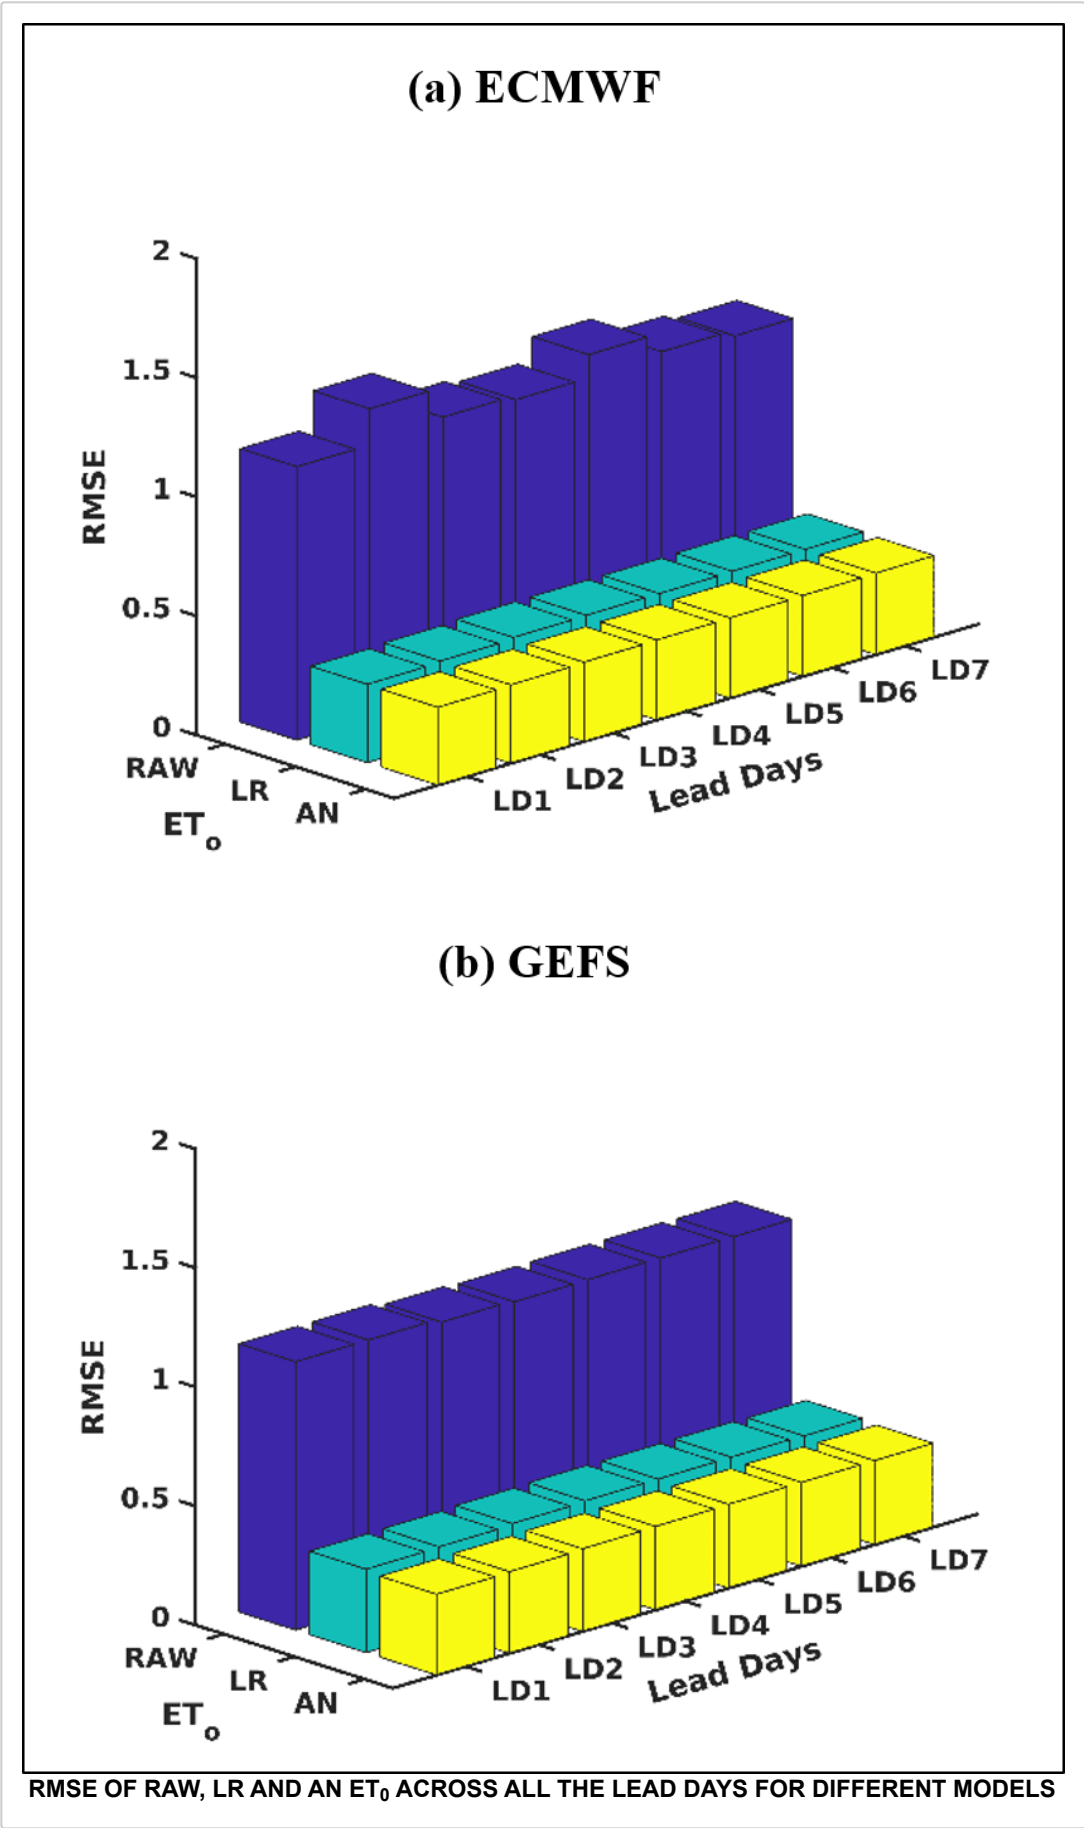 (a) ECMWF
2
1.5
1
0.5
0
RMSE
RAW
LR
AN
ETo
LD1
LD2
LD3
LD4
LD5
LD6
LD7
Lead Days
(b) GEFS
2
1.5
1
0.5
0
RMSE
RAW
LR
AN
ETo
LD1
LD2
LD3
LD4
LD5
LD6
LD7
Lead Days
RMSE OF RAW, LR AND AN ET₀ ACROSS ALL THE LEAD DAYS FOR DIFFERENT MODELS